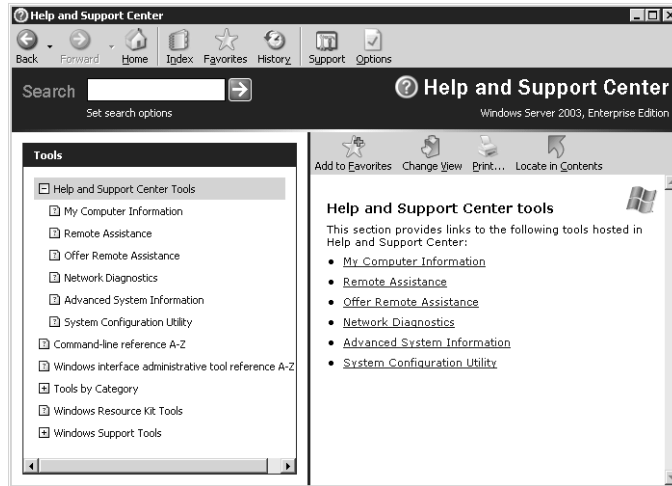 Help and Support Center
Back Forward Home Index Favorites History Support Options
Search
Set search options
Help and Support Center
Windows Server 2003, Enterprise Edition
Tools
Help and Support Center Tools
My Computer Information
Remote Assistance
Offer Remote Assistance
Network Diagnostics
Advanced System Information
System Configuration Utility
Command-line reference A-Z
Windows interface administrative tool reference A-Z
Tools by Category
Windows Resource Kit Tools
Windows Support Tools
Add to Favorites Change View Print... Locate in Contents
Help and Support Center tools
This section provides links to the following tools hosted in
Help and Support Center:
• My Computer Information
• Remote Assistance
• Offer Remote Assistance
• Network Diagnostics
• Advanced System Information
• System Configuration Utility